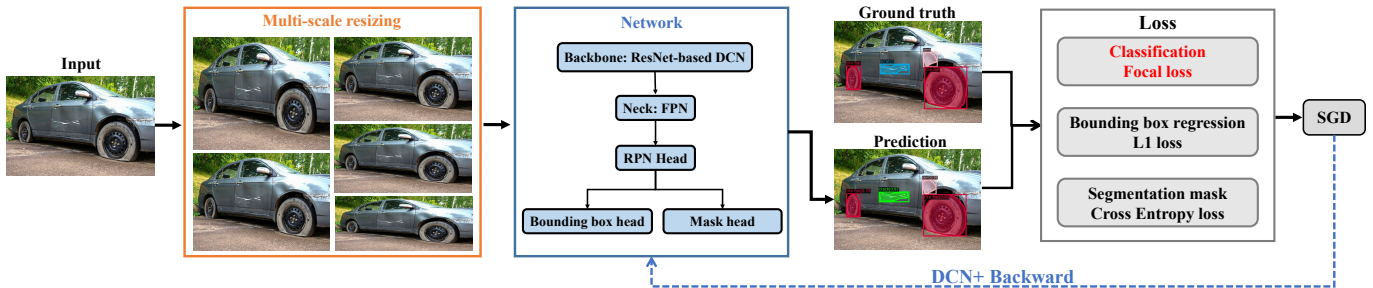 Input
Multi-scale resizing
Network
Backbone: ResNet-based DCN
Neck: FPN
RPN Head
Bounding box head
Mask head
Ground truth
Prediction
Loss
Classification
Focal loss
Bounding box regression
L1 loss
Segmentation mask
Cross Entropy loss
SGD
DCN+ Backward